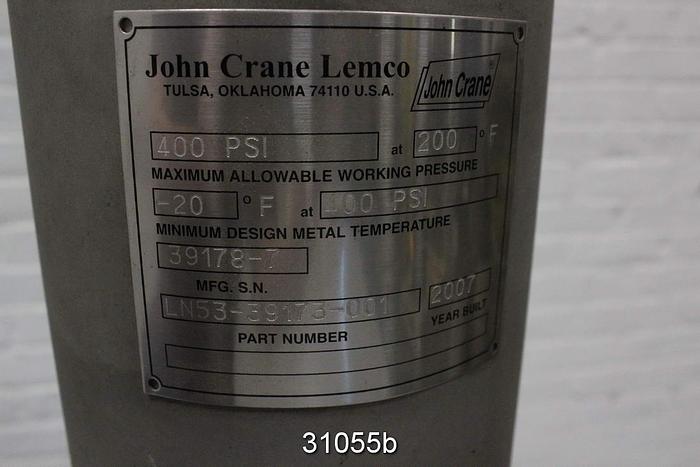 John Crane Lemco
TULSA, OKLAHOMA 74110 U.S.A.
John Crane
400 PSI at 200 °F
MAXIMUM ALLOWABLE WORKING PRESSURE
-20 °F at 400 PSI
MINIMUM DESIGN METAL TEMPERATURE
39178-7
MFG. S.N.
LN53-39173-001 2007
PART NUMBER YEAR BUILT
31055b